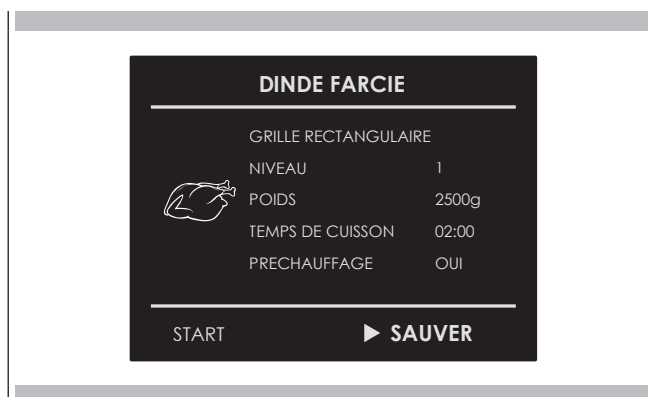 DINDE FARCIE
GRILLE RECTANGULAIRE
NIVEAU 1
POIDS 2500g
TEMPS DE CUISSON 02:00
PRECHAUFFAGE OUI
START ▶ SAUVER